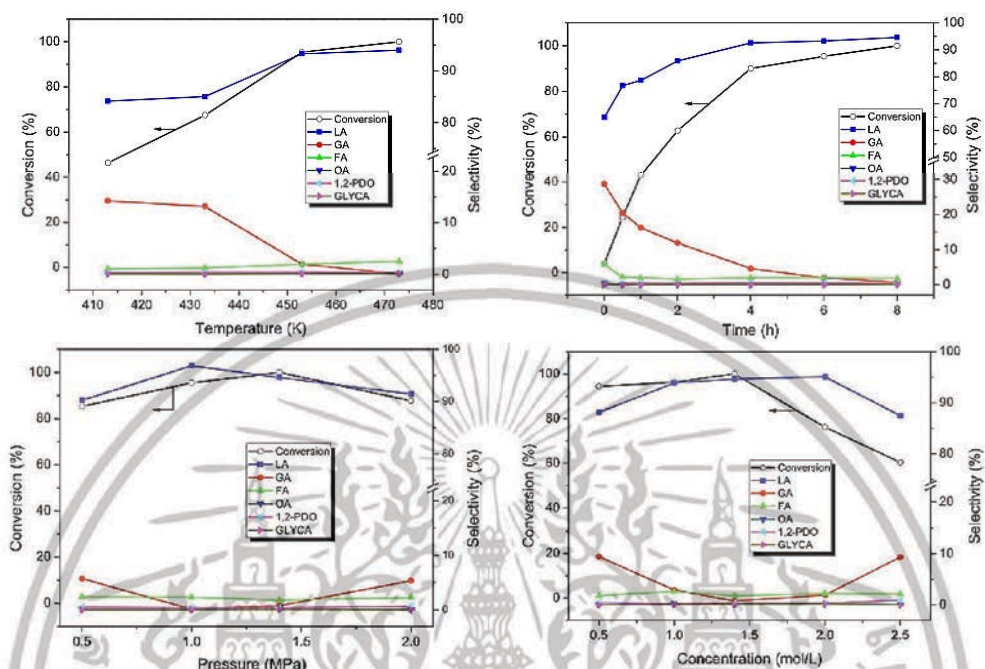 100
80
60
40
20
0
Conversion (%)
100
95
90
85
80
20
10
0
Selectivity (%)
Conversion
LA
GA
FA
OA
1,2-PDO
GLYCA
410 420 430 440 450 460 470 480
Temperature (K)
100
80
60
40
20
0
Conversion (%)
100
90
80
70
60
50
30
20
10
0
Selectivity (%)
Conversion
LA
GA
FA
OA
1,2-PDO
GLYCA
0 2 4 6 8
Time (h)
100
80
60
40
20
0
Conversion (%)
100
90
80
20
10
0
Selectivity (%)
Conversion
LA
GA
FA
OA
1,2-PDO
GLYCA
0.5 1.0 1.5 2.0
Pressure (MPa)
100
80
60
40
20
0
Conversion (%)
100
90
80
20
10
0
Selectivity (%)
Conversion
LA
GA
FA
OA
1,2-PDO
GLYCA
0.5 1.0 1.5 2.0 2.5
Concentration (mol/L)